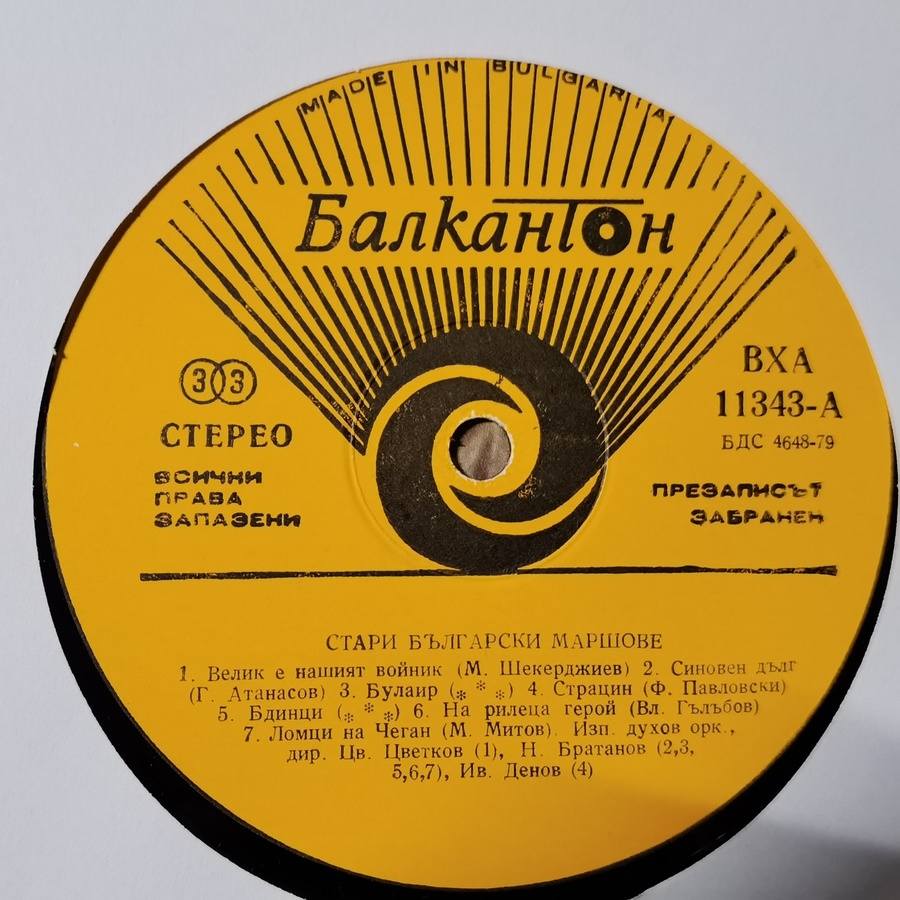 MADE IN BULGARIA
Балкантон
33
СТЕРЕО
ВСИЧКИ
ПРАВА
ЗАПАЗЕНИ
ВХА
11343-А
БДС 4648-79
ПРЕЗАПИСЪТ
ЗАБРАНЕН
СТАРИ БЪЛГАРСКИ МАРШОВЕ
1. Велик е нашият войник (М. Шекерджиев) 2. Синовен дълг
(Г. Атанасов) 3. Булаир (* * *) 4. Страцин (Ф. Павловски)
5. Бдинци (* * *) 6. На рилеца герой (Вл. Гълъбов)
7. Ломци на Чеган (М. Митов). Изп. духов орк.,
дир. Цв. Цветков (1), Н. Братанов (2,3,
5,6,7), Ив. Денов (4)